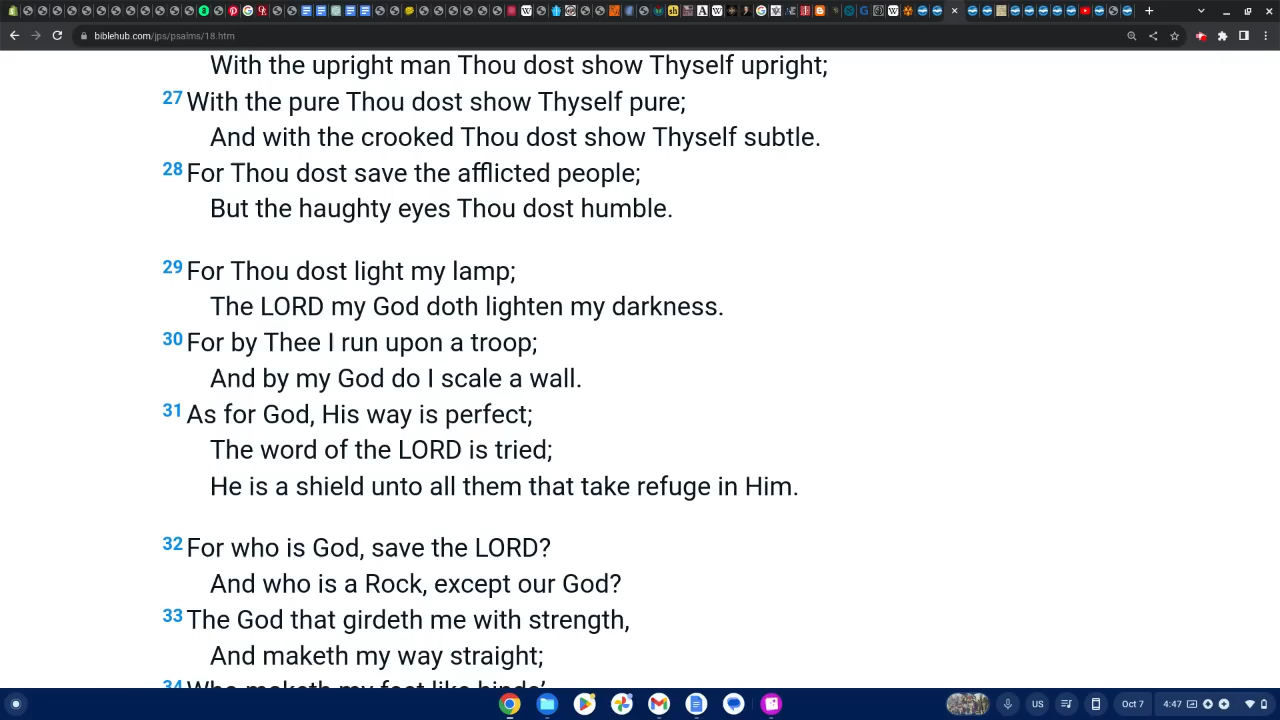 biblehub.com/jps/psalms/18.htm
With the upright man Thou dost show Thyself upright;
27 With the pure Thou dost show Thyself pure;
And with the crooked Thou dost show Thyself subtle.
28 For Thou dost save the afflicted people;
But the haughty eyes Thou dost humble.
29 For Thou dost light my lamp;
The LORD my God doth lighten my darkness.
30 For by Thee I run upon a troop;
And by my God do I scale a wall.
31 As for God, His way is perfect;
The word of the LORD is tried;
He is a shield unto all them that take refuge in Him.
32 For who is God, save the LORD?
And who is a Rock, except our God?
33 The God that girdeth me with strength,
And maketh my way straight;
34 Who maketh my feet like hinds’
US
Oct 7
4:47